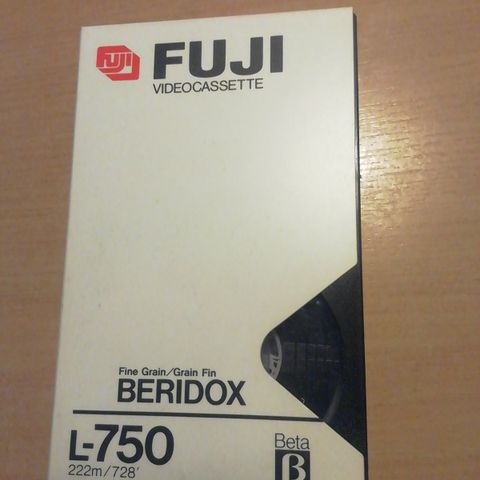 FUJI
FUJI
VIDEOCASSETTE
Fine Grain/Grain Fin
BERIDOX
L-750
222m/728'
Beta
β